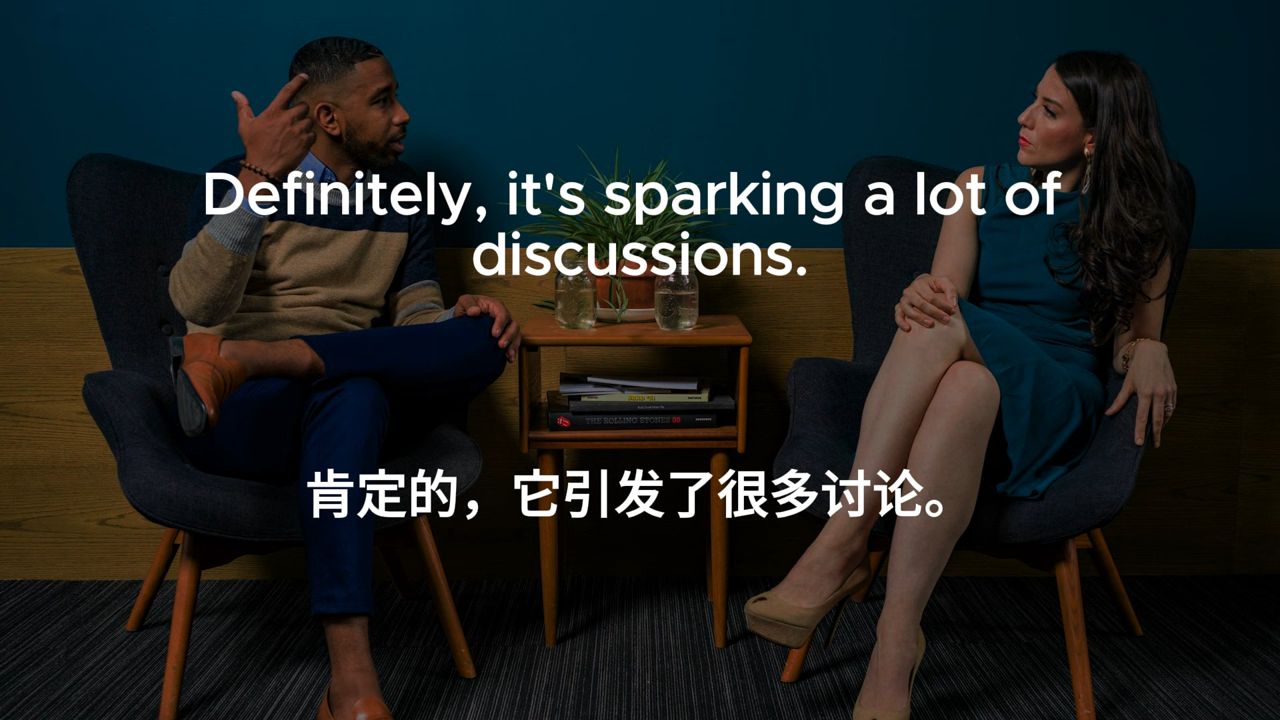 Definitely, it's sparking a lot of
discussions.
THE ROLLING STONES
肯定的，它引发了很多讨论。